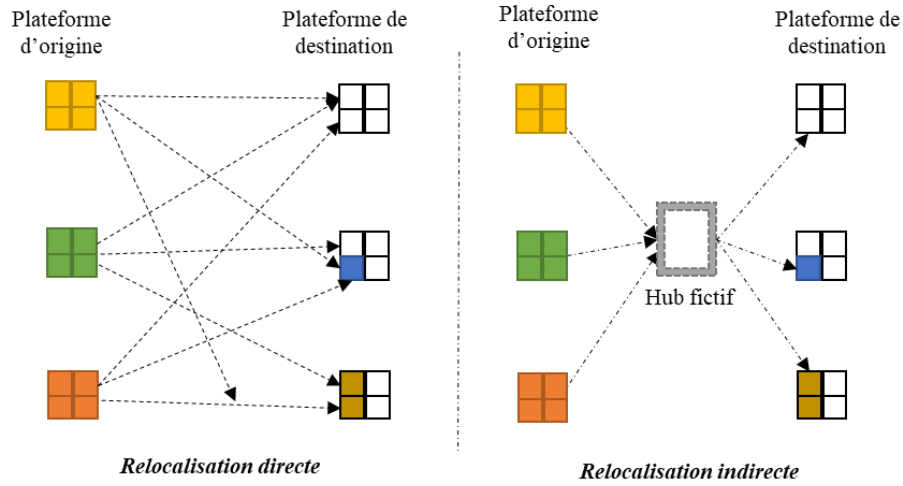 Plateforme
d’origine
Plateforme de
destination
Relocalisation directe
Plateforme
d’origine
Plateforme de
destination
Hub fictif
Relocalisation indirecte